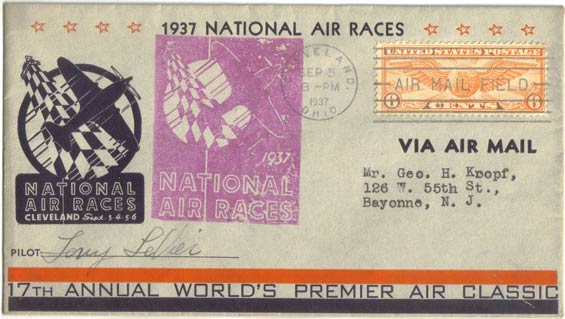 1937 NATIONAL AIR RACES
CLEVELAND,
SEP 5
8-PM
1937
OHIO
UNITED STATES POSTAGE
AIR MAIL FIELD
6 CENTS 6
VIA AIR MAIL
Mr. Geo. H. Kropf,
126 W. 55th St.,
Bayonne, N. J.
NATIONAL
AIR RACES
CLEVELAND Sept. 3-4-5-6
1937
NATIONAL
AIR RACES
PILOT Tony LeVier
17TH ANNUAL WORLD'S PREMIER AIR CLASSIC